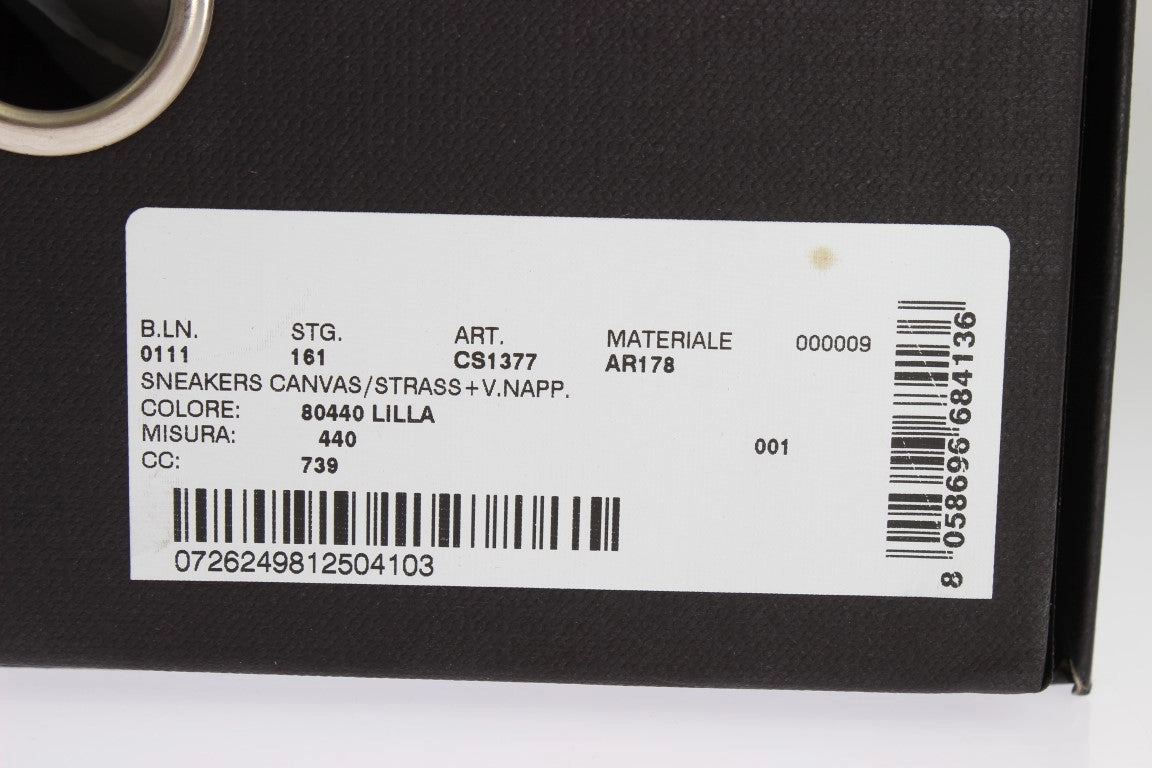 B.LN. STG. ART. MATERIALE 000009
0111 161 CS1377 AR178
SNEAKERS CANVAS/STRASS+V.NAPP.
COLORE: 80440 LILLA
MISURA: 440 001
CC: 739
0726249812504103
8 058696 684136